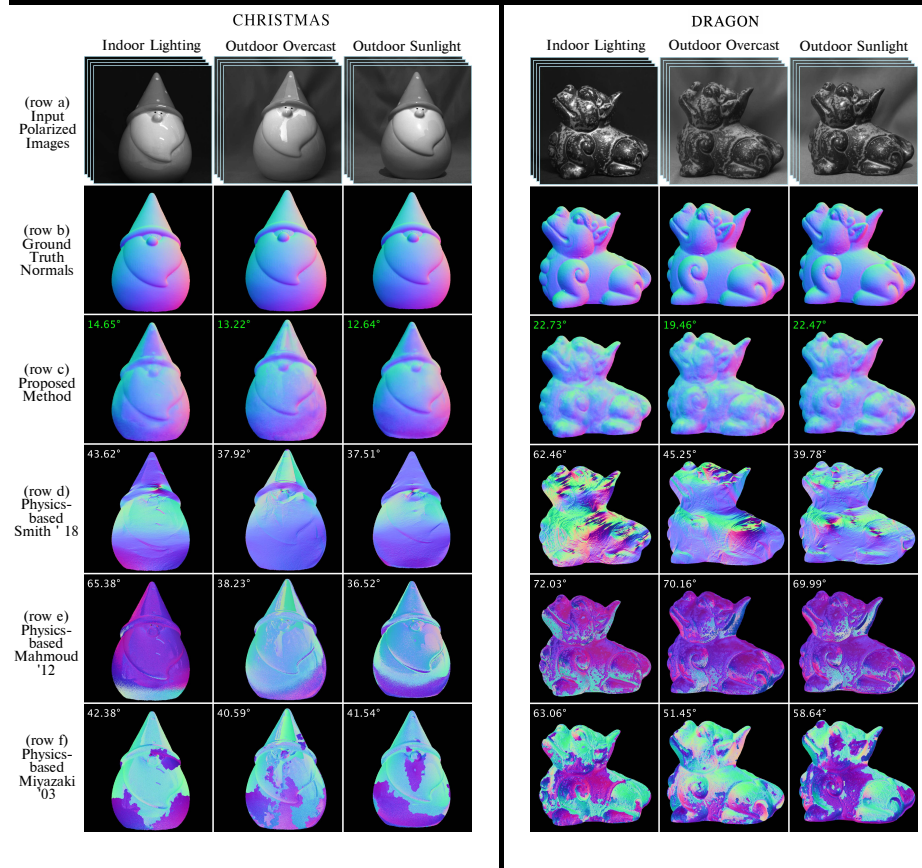 CHRISTMAS
DRAGON
Indoor Lighting Outdoor Overcast Outdoor Sunlight
Indoor Lighting Outdoor Overcast Outdoor Sunlight
(row a)
Input
Polarized
Images
(row b)
Ground
Truth
Normals
(row c)
Proposed
Method
14.65° 13.22° 12.64°
22.73° 19.46° 22.47°
(row d)
Physics-
based
Smith ' 18
43.62° 37.92° 37.51°
62.46° 45.25° 39.78°
(row e)
Physics-
based
Mahmoud
'12
65.38° 38.23° 36.52°
72.03° 70.16° 69.99°
(row f)
Physics-
based
Miyazaki
'03
42.38° 40.59° 41.54°
63.06° 51.45° 58.64°